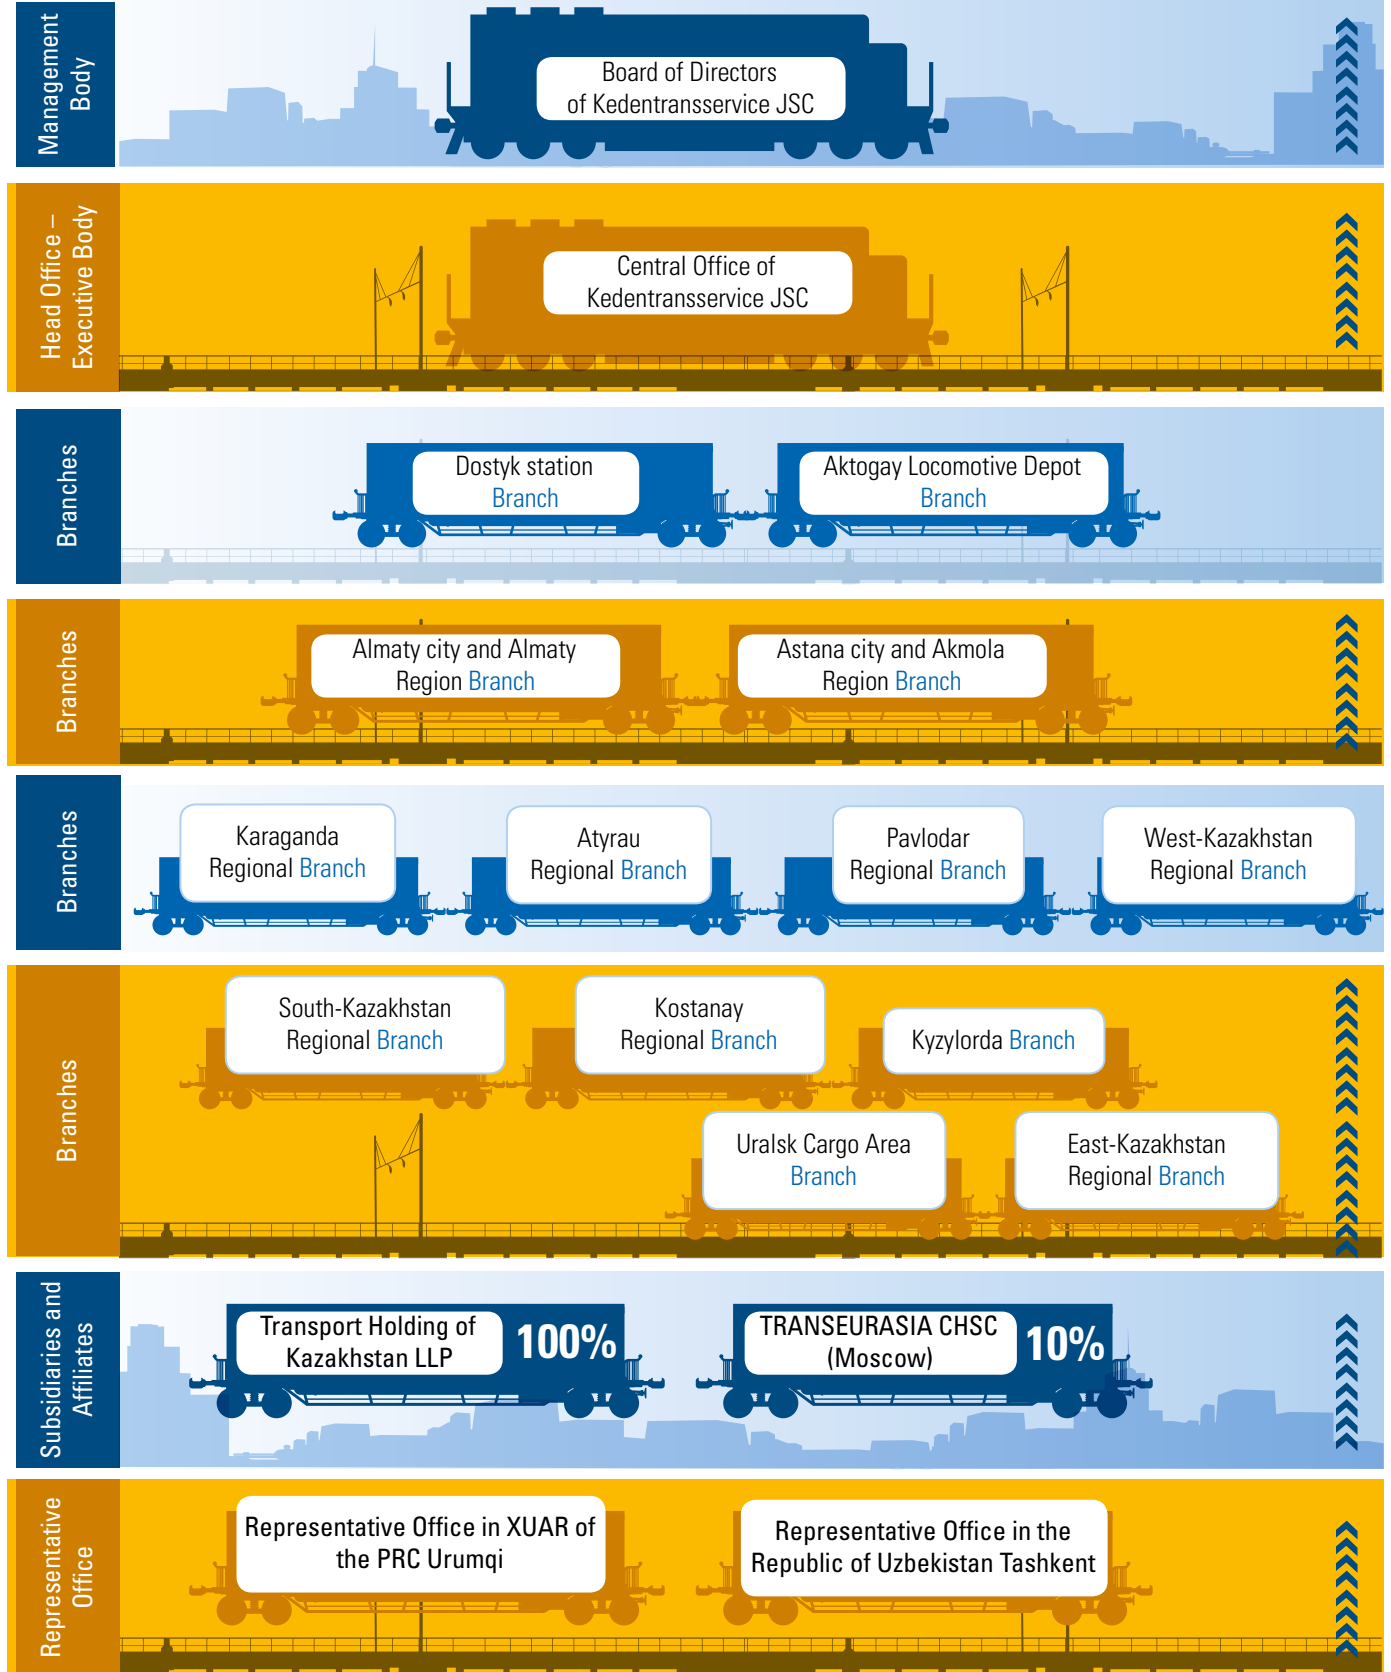 Management
Body
Board of Directors
of Kedentransservice JSC
Head Office –
Executive Body
Central Office of
Kedentransservice JSC
Branches
Dostyk station
Branch
Aktogay Locomotive Depot
Branch
Branches
Almaty city and Almaty
Region Branch
Astana city and Akmola
Region Branch
Branches
Karaganda
Regional Branch
Atyrau
Regional Branch
Pavlodar
Regional Branch
West-Kazakhstan
Regional Branch
Branches
South-Kazakhstan
Regional Branch
Kostanay
Regional Branch
Kyzylorda Branch
Uralsk Cargo Area
Branch
East-Kazakhstan
Regional Branch
Subsidiaries and
Affiliates
Transport Holding of
Kazakhstan LLP
100%
TRANSEURASIA CHSC
(Moscow)
10%
Representative
Office
Representative Office in XUAR of
the PRC Urumqi
Representative Office in the
Republic of Uzbekistan Tashkent